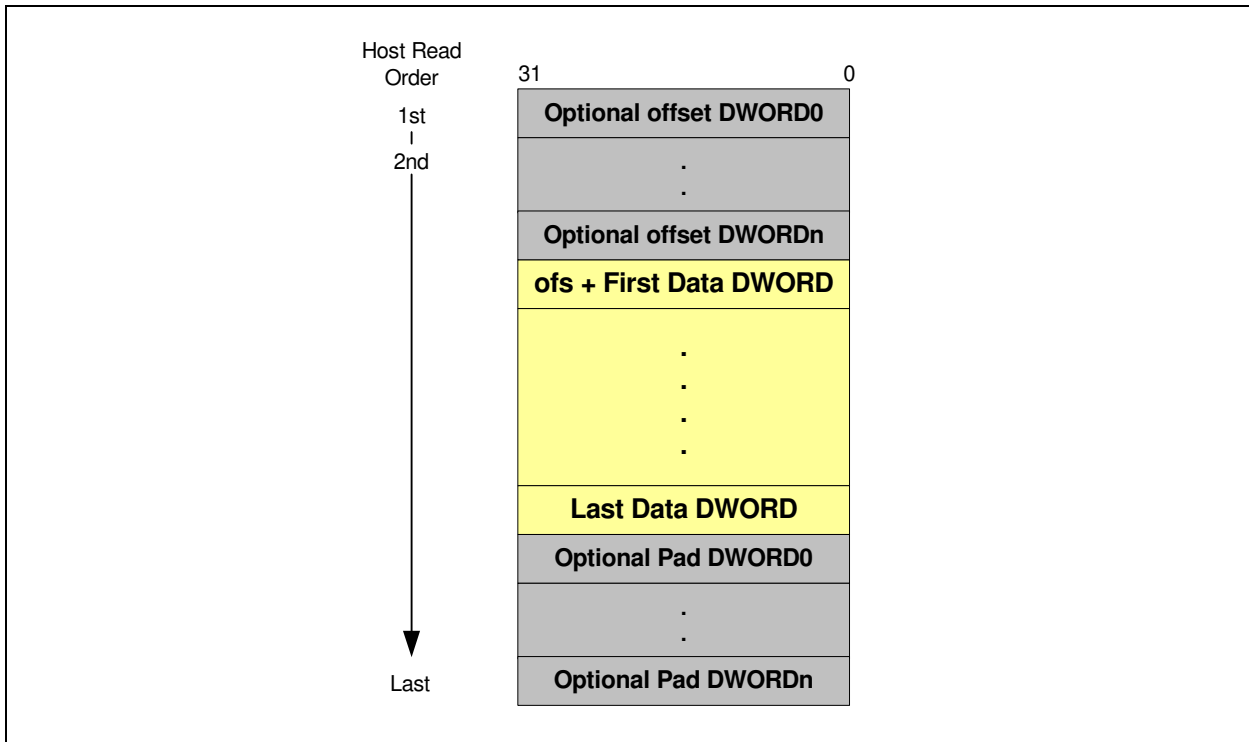 Host Read
Order
31
0
1st
2nd
Optional offset DWORD0
.
.
Optional offset DWORDn
ofs + First Data DWORD
.
.
.
.
Last Data DWORD
Optional Pad DWORD0
.
.
Optional Pad DWORDn
Last